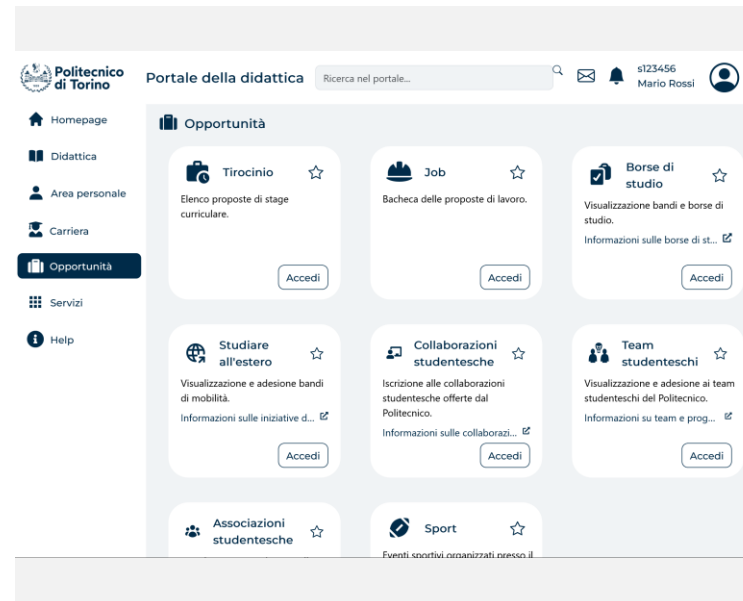 Politecnico
di Torino
Portale della didattica
Ricerca nel portale...
s123456
Mario Rossi
Homepage
Didattica
Area personale
Carriera
Opportunità
Servizi
Help
Opportunità
Tirocinio
Elenco proposte di stage
curriculare.
Accedi
Job
Bacheca delle proposte di lavoro.
Accedi
Borse di
studio
Visualizzazione bandi e borse di
studio.
Informazioni sulle borse di st...
Accedi
Studiare
all'estero
Visualizzazione e adesione bandi
di mobilità.
Informazioni sulle iniziative d...
Accedi
Collaborazioni
studentesche
Iscrizione alle collaborazioni
studentesche offerte dal
Politecnico.
Informazioni sulle collaborazi...
Accedi
Team
studenteschi
Visualizzazione e adesione ai team
studenteschi del Politecnico.
Informazioni su team e prog...
Accedi
Associazioni
studentesche
Sport
Eventi sportivi organizzati presso il